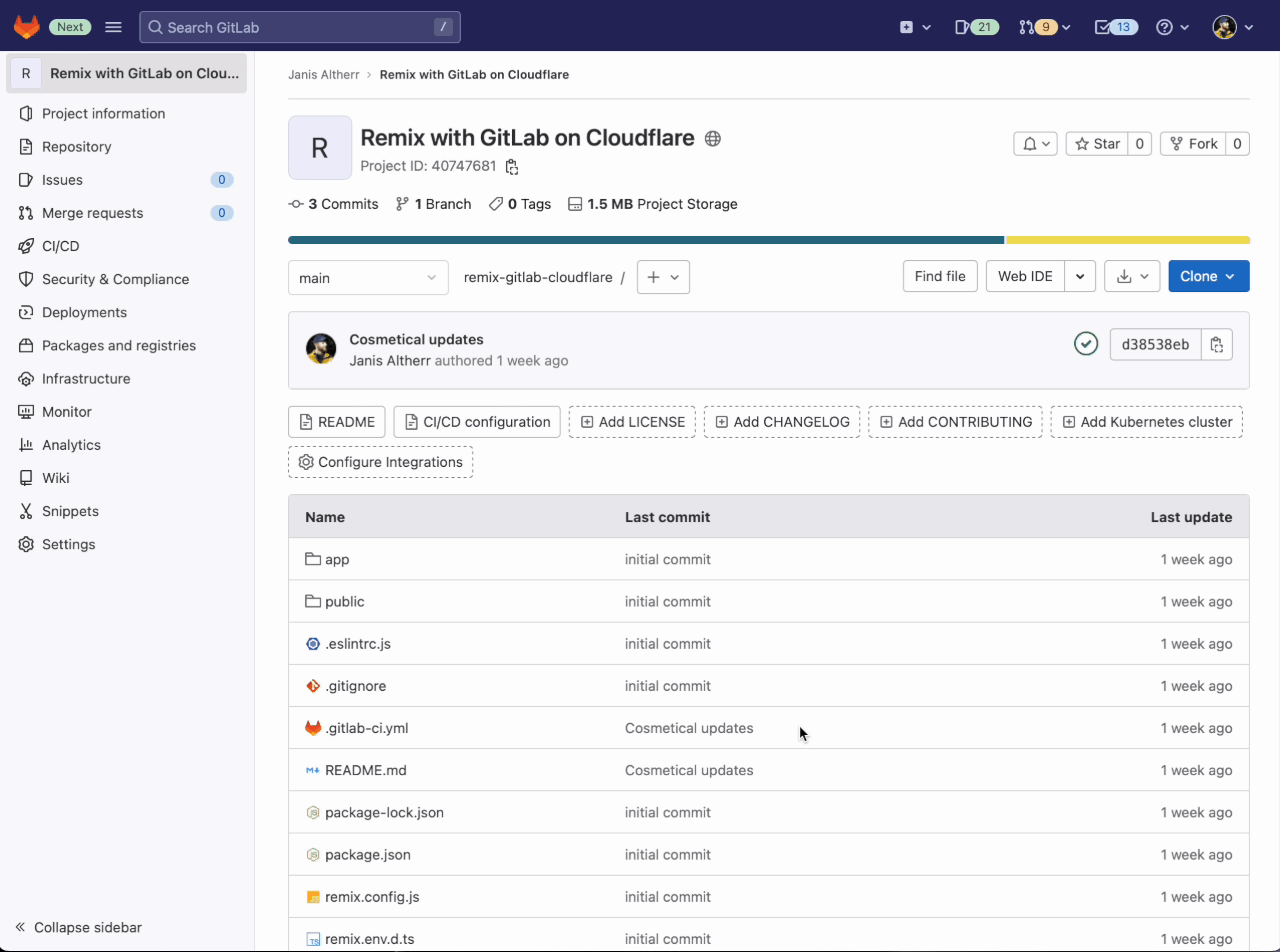 Next
Search GitLab /
21
9
13
R Remix with GitLab on Clou...
Project information
Repository
Issues 0
Merge requests 0
CI/CD
Security & Compliance
Deployments
Packages and registries
Infrastructure
Monitor
Analytics
Wiki
Snippets
Settings
Collapse sidebar
Janis Altherr › Remix with GitLab on Cloudflare
R
Remix with GitLab on Cloudflare
Project ID: 40747681
Star 0
Fork 0
3 Commits 1 Branch 0 Tags 1.5 MB Project Storage
main
remix-gitlab-cloudflare /
Find file
Web IDE
Clone
Cosmetical updates
Janis Altherr authored 1 week ago
d38538eb
README
CI/CD configuration
Add LICENSE
Add CHANGELOG
Add CONTRIBUTING
Add Kubernetes cluster
Configure Integrations
Name Last commit Last update
app initial commit 1 week ago
public initial commit 1 week ago
.eslintrc.js initial commit 1 week ago
.gitignore initial commit 1 week ago
.gitlab-ci.yml Cosmetical updates 1 week ago
README.md Cosmetical updates 1 week ago
package-lock.json initial commit 1 week ago
package.json initial commit 1 week ago
remix.config.js initial commit 1 week ago
remix.env.d.ts initial commit 1 week ago